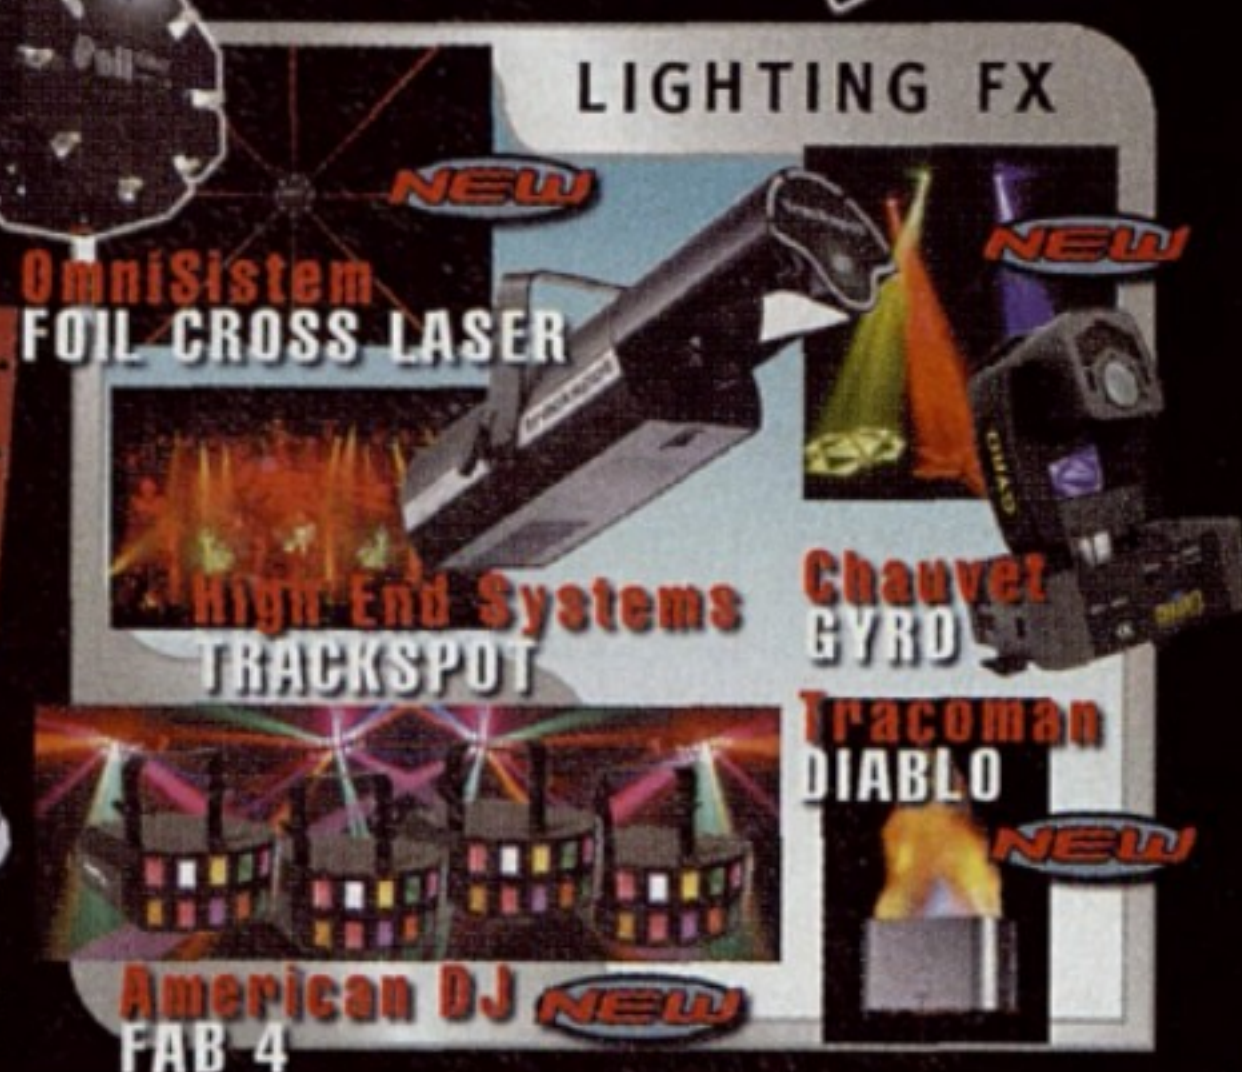 LIGHTING FX
NEW
OmniSistem
FOIL CROSS LASER
NEW
trackspot
High End Systems
TRACKSPOT
Chauvet
GYRO
Tracoman
DIABLO
NEW
American DJ
FAB 4
NEW